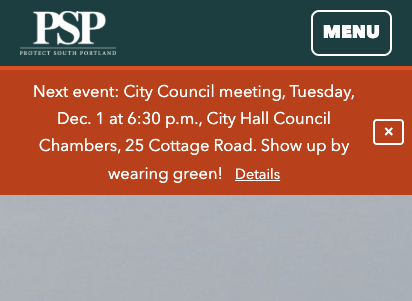 PSP
PROTECT SOUTH PORTLAND
MENU
Next event: City Council meeting, Tuesday,
Dec. 1 at 6:30 p.m., City Hall Council
Chambers, 25 Cottage Road. Show up by
wearing green! Details
×